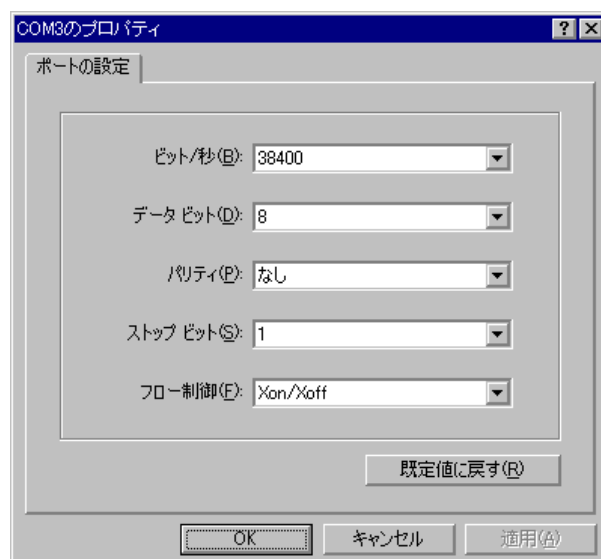 COM3のプロパティ
ポートの設定
ビット/秒(B): 38400
データ ビット(D): 8
パリティ(P): なし
ストップ ビット(S): 1
フロー制御(F): Xon/Xoff
既定値に戻す(R)
OK キャンセル 適用(A)